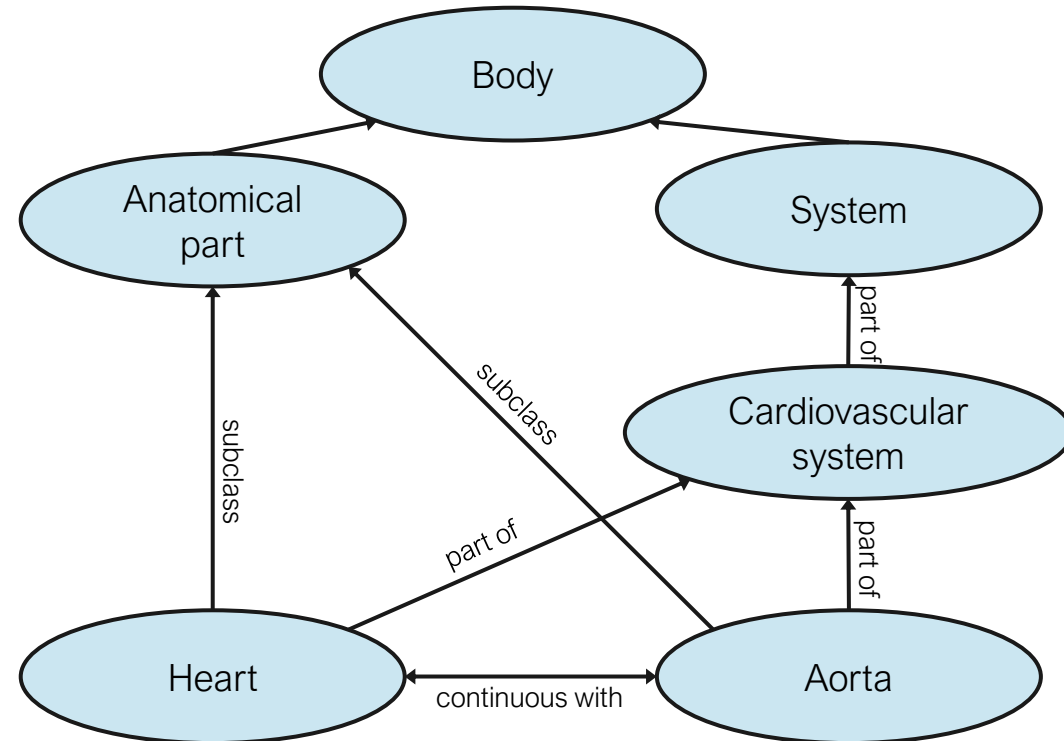 Body
Anatomical
part
System
part of
subclass
subclass
Cardiovascular
system
part of
part of
Heart
continuous with
Aorta